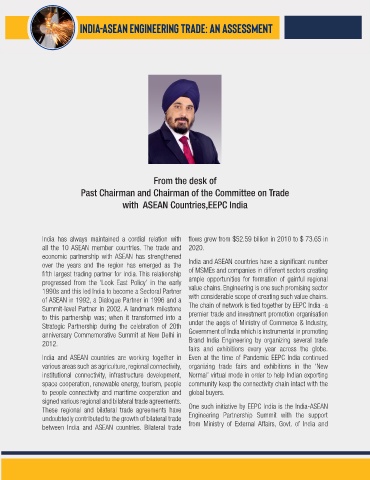 INDIA-ASEAN ENGINEERING TRADE: AN ASSESSMENT
From the desk of
Past Chairman and Chairman of the Committee on Trade
with ASEAN Countries,EEPC India
India has always maintained a cordial relation with
all the 10 ASEAN member countries. The trade and
economic partnership with ASEAN has strengthened
over the years and the region has emerged as the
fifth largest trading partner for India. This relationship
progressed from the 'Look East Policy' in the early
1990s and this led India to become a Sectoral Partner
of ASEAN in 1992, a Dialogue Partner in 1996 and a
Summit-level Partner in 2002. A landmark milestone
to this partnership was; when it transformed into a
Strategic Partnership during the celebration of 20th
anniversary Commemorative Summit at New Delhi in
2012.
India and ASEAN countries are working together in
various areas such as agriculture, regional connectivity,
institutional connectivity, infrastructure development,
space cooperation, renewable energy, tourism, people
to people connectivity and maritime cooperation and
signed various regional and bilateral trade agreements.
These regional and bilateral trade agreements have
undoubtedly contributed to the growth of bilateral trade
between India and ASEAN countries. Bilateral trade
flows grew from $52.59 billion in 2010 to $ 73.65 in
2020.
India and ASEAN countries have a significant number
of MSMEs and companies in different sectors creating
ample opportunities for formation of gainful regional
value chains. Engineering is one such promising sector
with considerable scope of creating such value chains.
The chain of network is tied together by EEPC India -a
premier trade and investment promotion organisation
under the aegis of Ministry of Commerce & Industry,
Government of India which is instrumental in promoting
Brand India Engineering by organizing several trade
fairs and exhibitions every year across the globe.
Even at the time of Pandemic EEPC India continued
organizing trade fairs and exhibitions in the 'New
Normal' virtual mode in order to help Indian exporting
community keep the connectivity chain intact with the
global buyers.
One such initiative by EEPC India is the India-ASEAN
Engineering Partnership Summit with the support
from Ministry of External Affairs, Govt. of India and